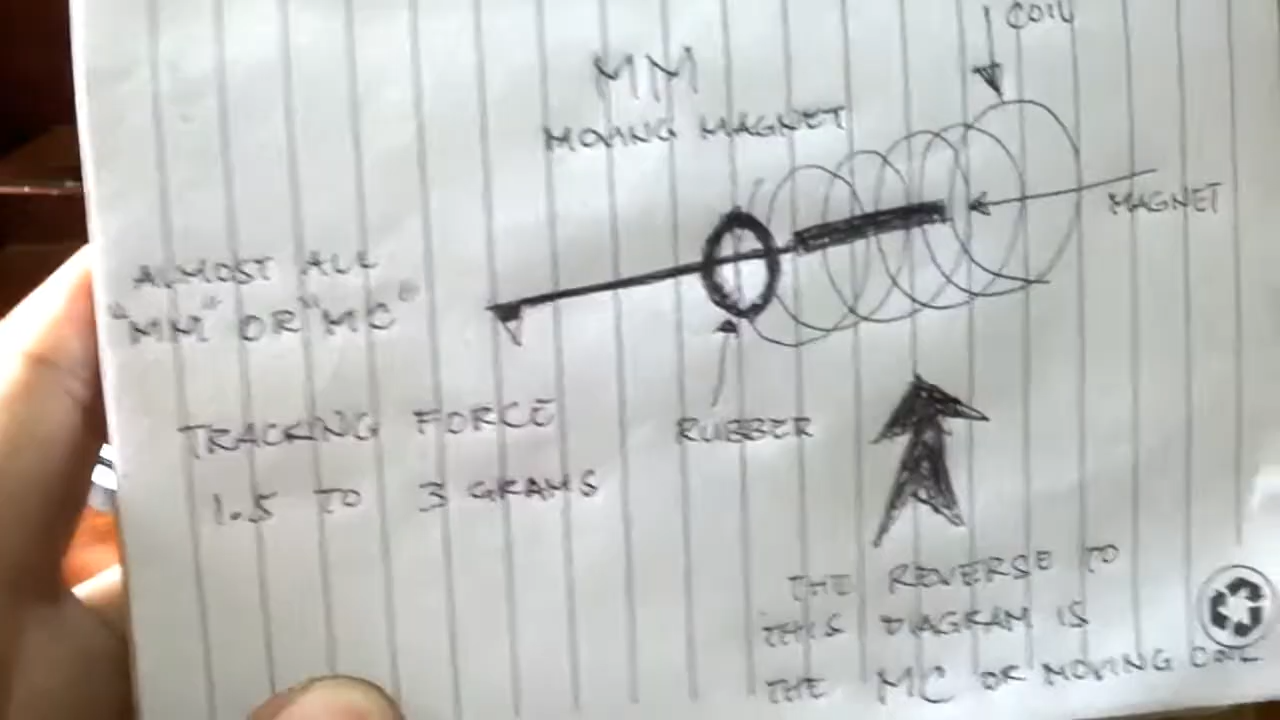 COIL
MM
MOVING MAGNET
MAGNET
ALMOST ALL
"MM" OR "MC"
RUBBER
TRACKING FORCE
1.5 TO 3 GRAMS
THE REVERSE TO
THIS DIAGRAM IS
THE MC OR MOVING COIL